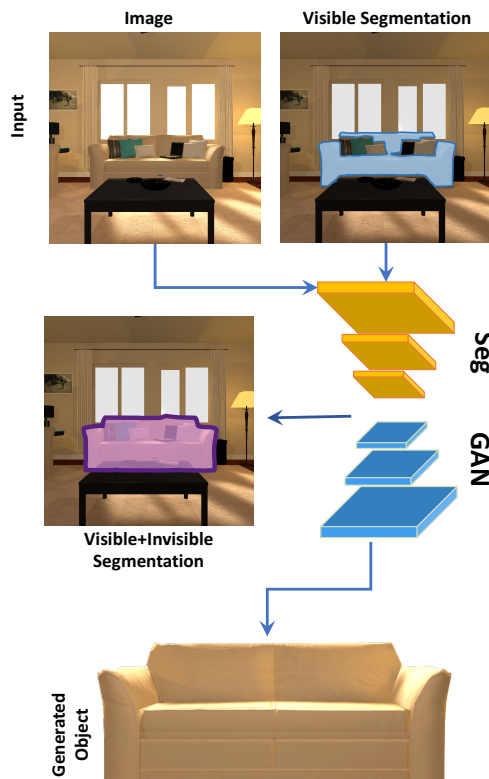 Image
Visible Segmentation
Input
Seg
GAN
Visible+Invisible
Segmentation
Generated
Object